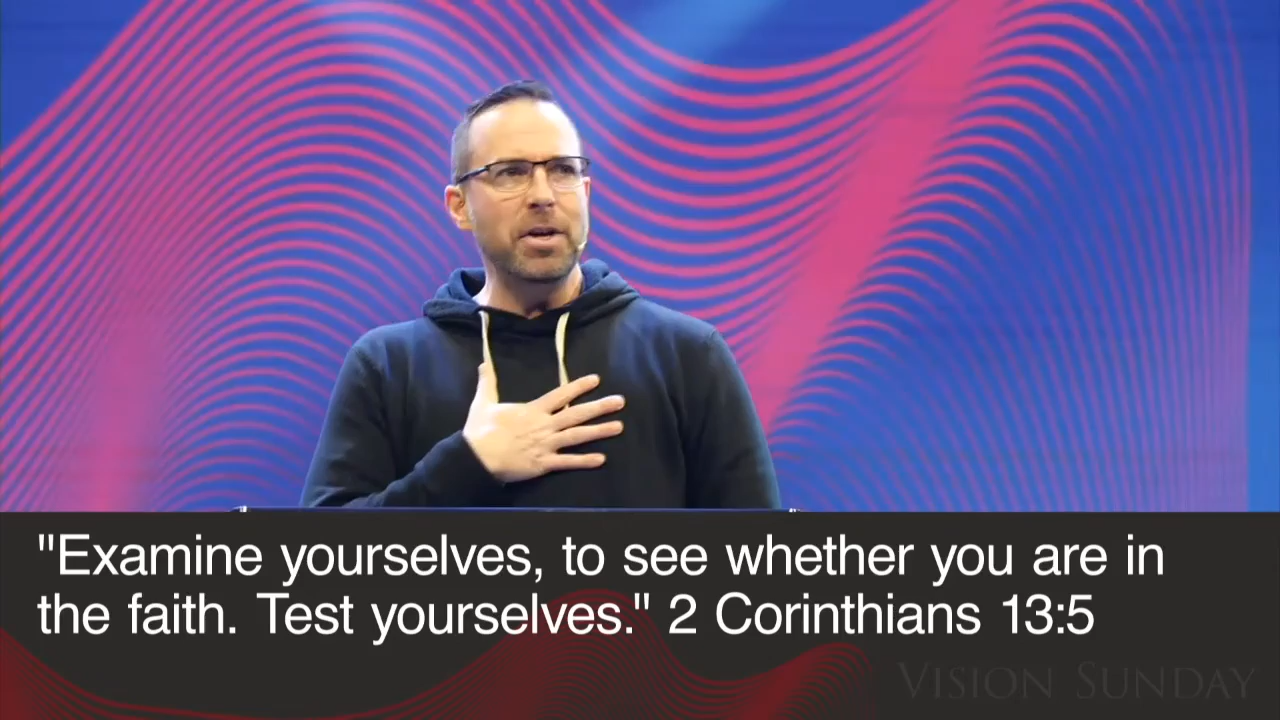 "Examine yourselves, to see whether you are in
the faith. Test yourselves." 2 Corinthians 13:5
VISION SUNDAY